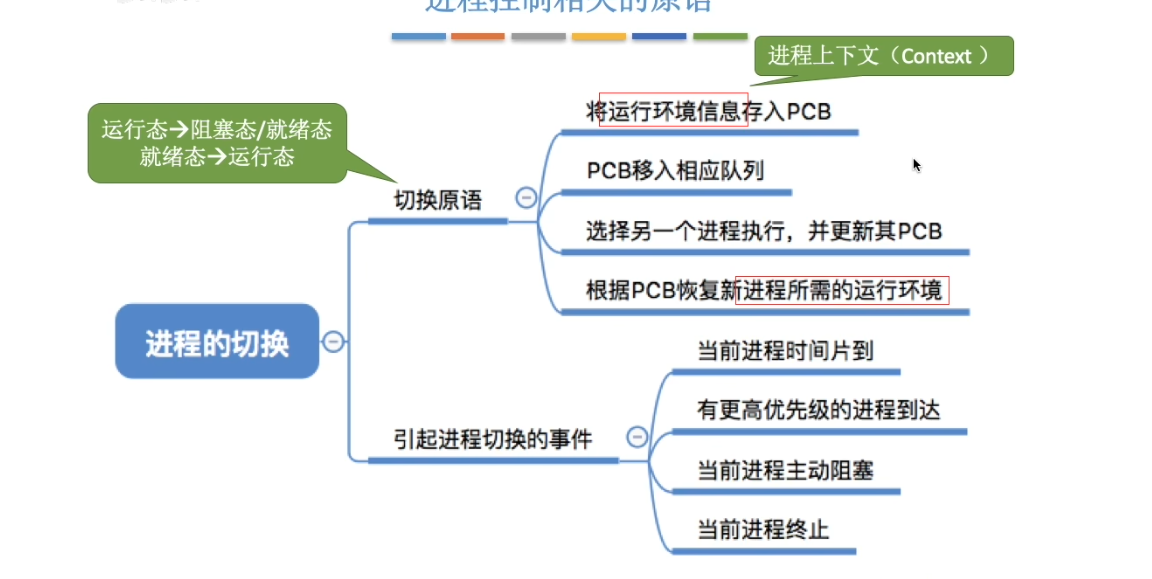 进程控制相关的原语
进程上下文（Context ）
将运行环境信息存入PCB
运行态→阻塞态/就绪态
就绪态→运行态
PCB移入相应队列
切换原语
选择另一个进程执行，并更新其PCB
根据PCB恢复新进程所需的运行环境
进程的切换
当前进程时间片到
有更高优先级的进程到达
引起进程切换的事件
当前进程主动阻塞
当前进程终止